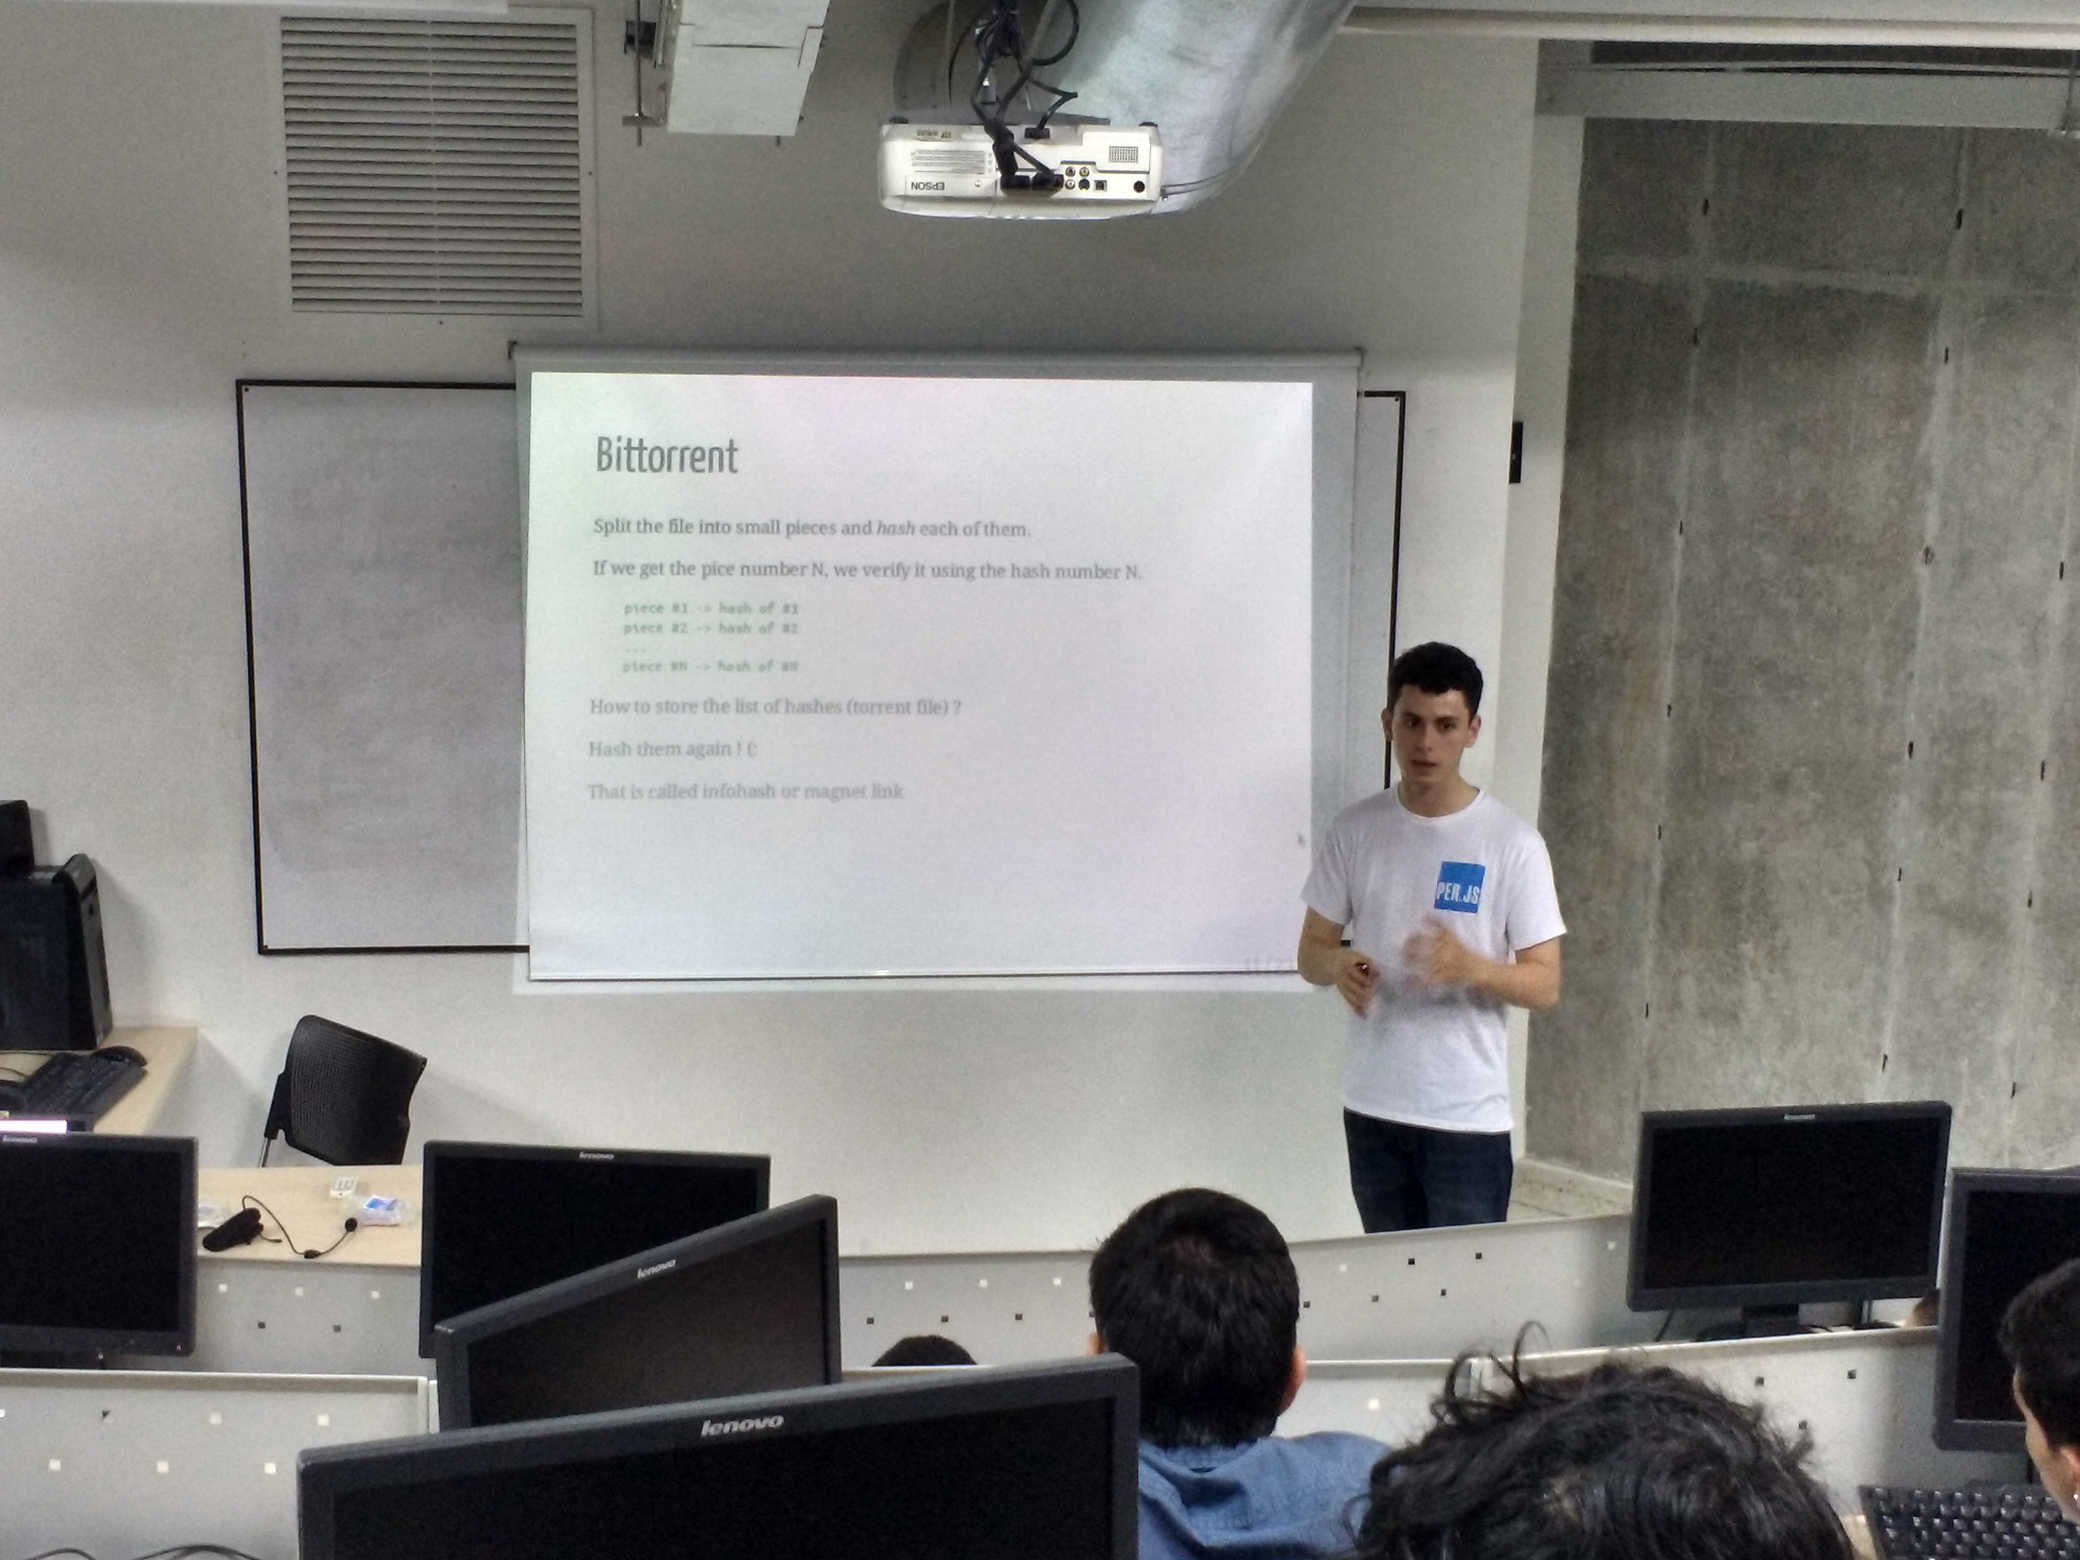 EPSON
Bittorrent
Split the file into small pieces and hash each of them.
If we get the pice number N, we verify it using the hash number N.
piece #1 -> hash of #1
piece #2 -> hash of #2
...
piece #N -> hash of #N
How to store the list of hashes (torrent file) ?
Hash them again ! (:
That is called infohash or magnet link
PER.JS
lenovo
lenovo
lenovo
lenovo
lenovo